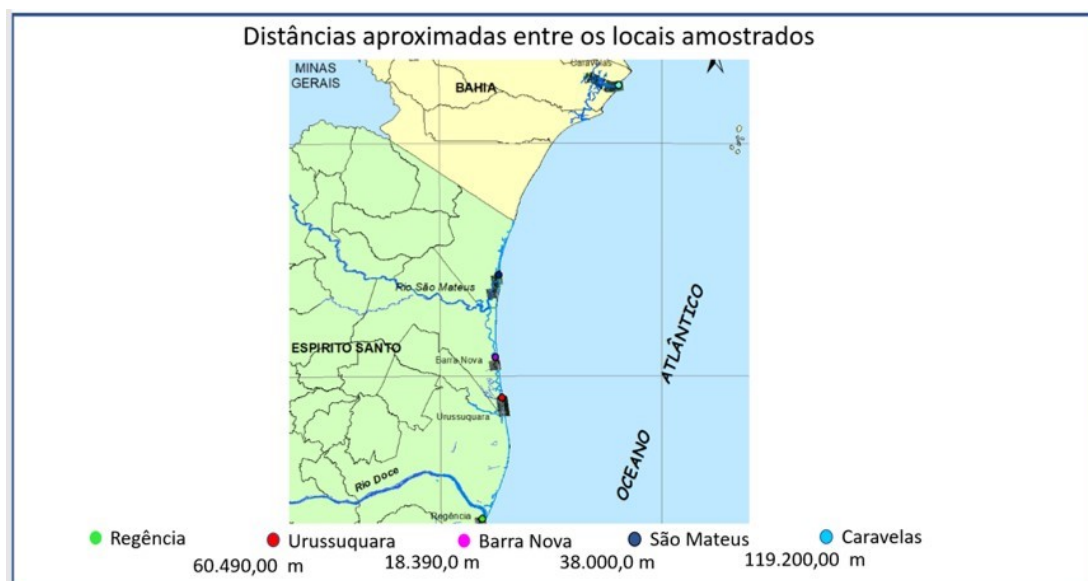 Distâncias aproximadas entre os locais amostrados
MINAS
GERAIS
Caravelas
BAHIA
Rio São Mateus
ESPIRITO SANTO
Barra Nova
Urussuquara
ATLÂNTICO
OCEANO
Rio Doce
Regência
Regência Urussuquara Barra Nova São Mateus Caravelas
60.490,00 m 18.390,0 m 38.000,0 m 119.200,00 m